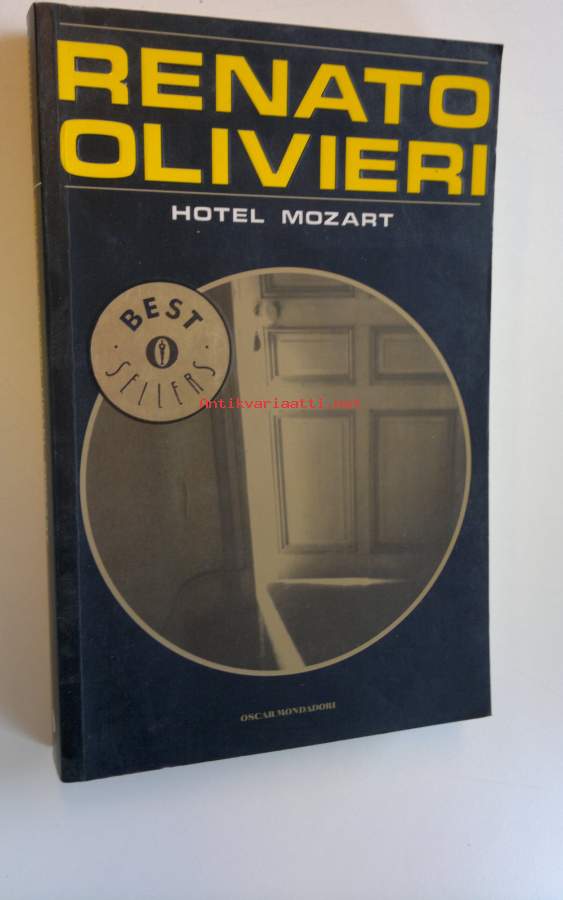 RENATO
OLIVIERI
HOTEL MOZART
BEST
SELLERS
Antikvariaatti.net
OSCAR MONDADORI